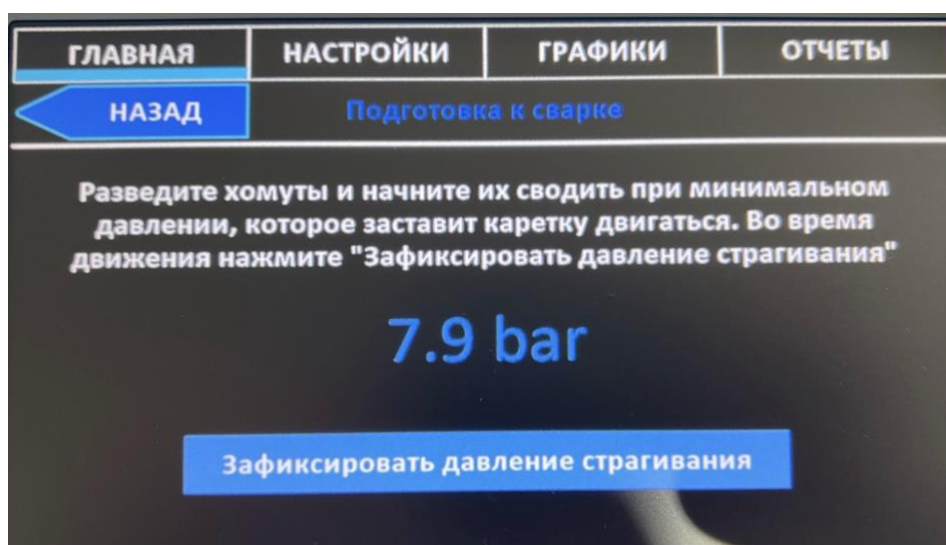 ГЛАВНАЯ НАСТРОЙКИ ГРАФИКИ ОТЧЕТЫ
НАЗАД Подготовка к сварке
Разведите хомуты и начните их сводить при минимальном
давлении, которое заставит каретку двигаться. Во время
движения нажмите "Зафиксировать давление страгивания"
7.9 bar
Зафиксировать давление страгивания